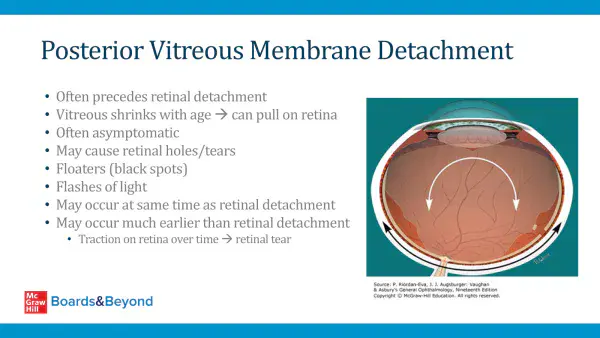 Posterior Vitreous Membrane Detachment
• Often precedes retinal detachment
• Vitreous shrinks with age → can pull on retina
• Often asymptomatic
• May cause retinal holes/tears
• Floaters (black spots)
• Flashes of light
• May occur at same time as retinal detachment
• May occur much earlier than retinal detachment
• Traction on retina over time → retinal tear
Source: P. Riordan-Eva, J. J. Augsburger: Vaughan
& Asbury's General Ophthalmology, Nineteenth Edition
Copyright © McGraw-Hill Education. All rights reserved.
Mc
Graw
Hill
Boards&Beyond